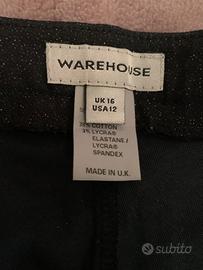 WAREHOUSE
UK 16
USA 12
COTTON
3% LYCRA®
ELASTANE /
LYCRA®
SPANDEX
MADE IN U.K.
subito